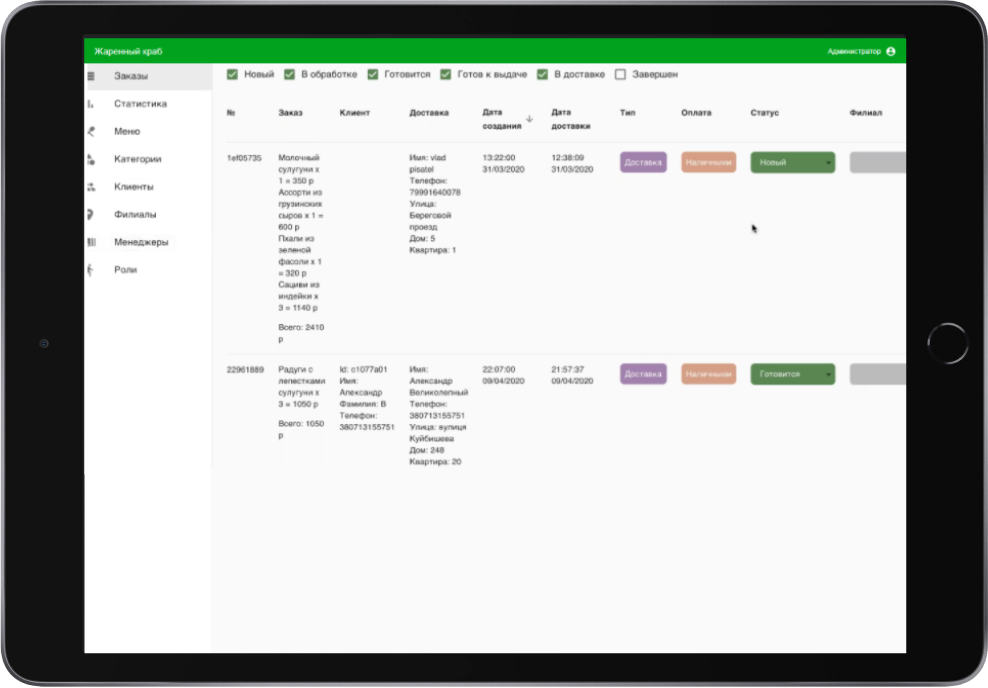 Жаренный краб
Администратор
Заказы
Статистика
Меню
Категории
Клиенты
Филиалы
Менеджеры
Роли
Новый В обработке Готовится Готов к выдаче В доставке Завершен
№ Заказ Клиент Доставка Дата создания Дата доставки Тип Оплата Статус Филиал
1ef05735
Молочный
сулугуни x
1 = 350 р
Ассорти из
грузинских
сыров x 1 =
600 р
Пхали из
зеленой
фасоли x 1
= 320 р
Сациви из
индейки x
3 = 1140 р
Всего: 2410
р
Имя: vlad
pisatel
Телефон:
79991640078
Улица:
Береговой
проезд
Дом: 5
Квартира: 1
13:22:00
31/03/2020
12:38:09
31/03/2020
Доставка
Наличными
Новый
22961889
Радуги с
лепестками
сулугуни x
3 = 1050 р
Всего: 1050
р
Id: c1077a01
Имя:
Александр
Фамилия: В
Телефон:
380713155751
Имя:
Александр
Великолепный
Телефон:
380713155751
Улица: вулиця
Куйбишева
Дом: 248
Квартира: 20
22:07:00
09/04/2020
21:57:37
09/04/2020
Доставка
Наличными
Готовится